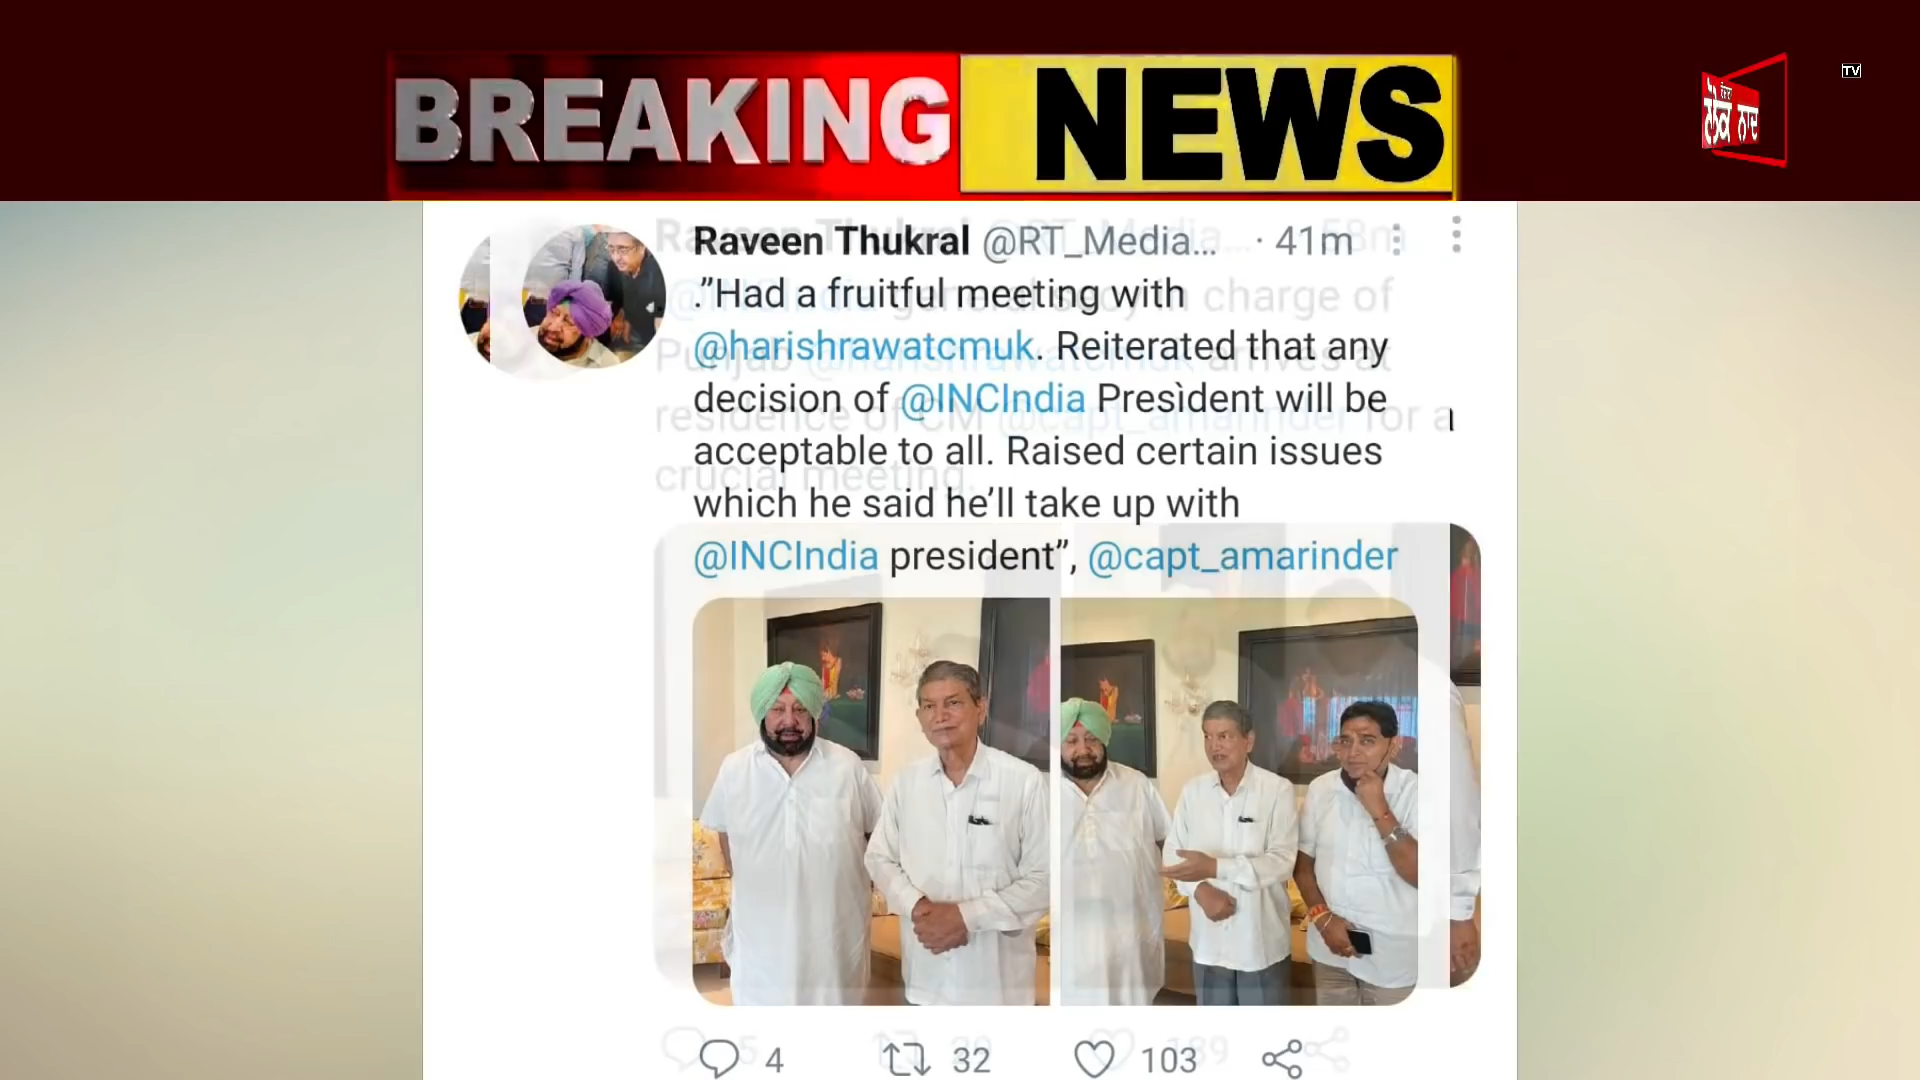 BREAKING NEWS
ਲੋਕ ਨਾਦ
TV
Raveen Thukral @RT_Media... · 41m
."Had a fruitful meeting with
@harishrawatcmuk. Reiterated that any
decision of @INCIndia Presìdent will be
acceptable to all. Raised certain issues
which he said he’ll take up with
@INCIndia president”, @capt_amarinder
4 32 103